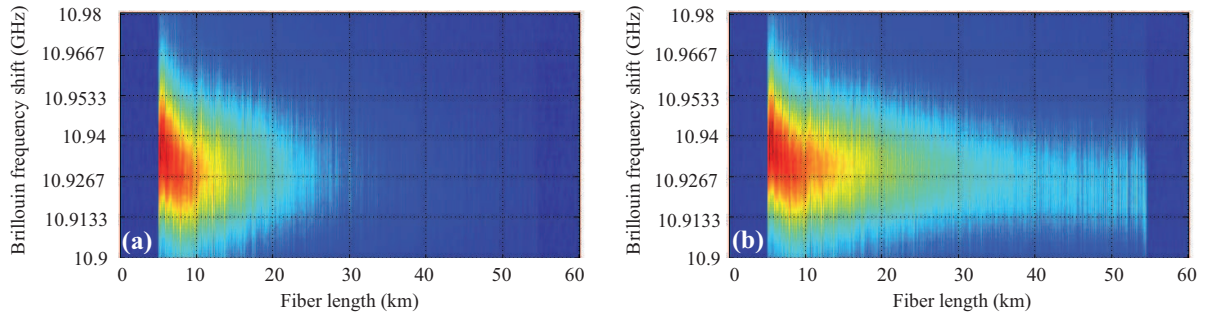 Brillouin frequency shift (GHz)
10.98
10.9667
10.9533
10.94
10.9267
10.9133
10.9
(a)
0 10 20 30 40 50 60
Fiber length (km)
Brillouin frequency shift (GHz)
10.98
10.9667
10.9533
10.94
10.9267
10.9133
10.9
(b)
0 10 20 30 40 50 60
Fiber length (km)